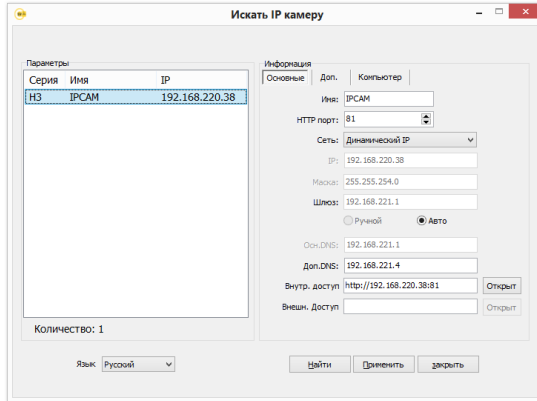 Искать IP камеру
Параметры
Серия Имя IP
H3 IPCAM 192.168.220.38
Количество: 1
Язык Русский
Информация
Основные Доп. Компьютер
Имя: IPCAM
HTTP порт: 81
Сеть: Динамический IP
IP: 192.168.220.38
Маска: 255.255.254.0
Шлюз: 192.168.221.1
Ручной Авто
Осн.DNS: 192.168.221.1
Доп.DNS: 192.168.221.4
Внутр. доступ http://192.168.220.38:81 Открыт
Внешн. Доступ Открыт
Найти Применить закрыть